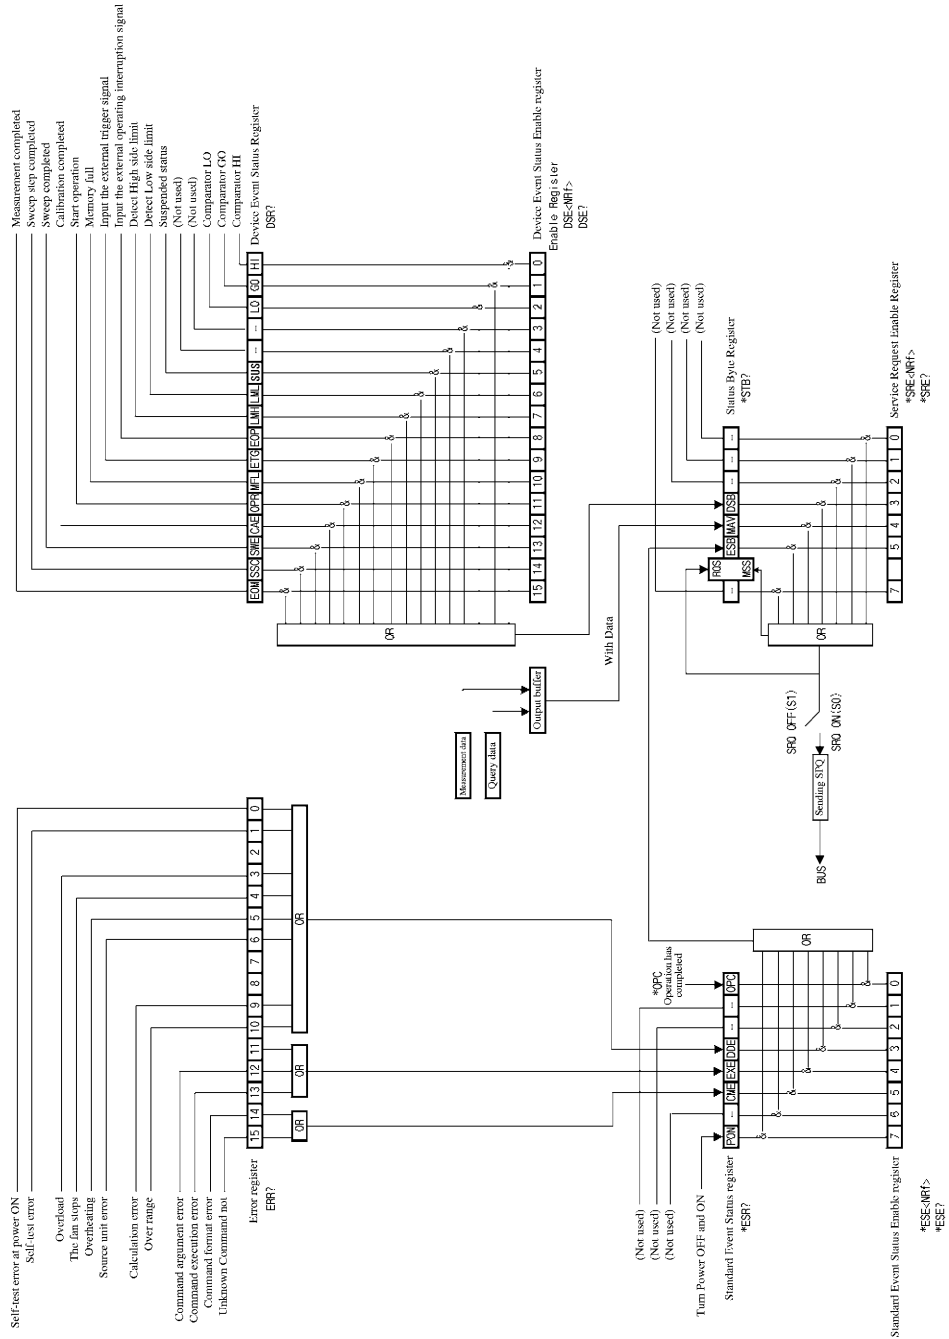 Measurement completed
Sweep step completed
Sweep completed
Calibration completed
Start operation
Memory full
Input the external trigger signal
Input the external operating interruption signal
Detect High side limit
Detect Low side limit
Suspended status
(Not used)
(Not used)
Comparator LO
Comparator GO
Comparator HI
Device Event Status Register
DSR?
EOM SSC SWE CAE OPR MFL ETG EOP LMH LML SUS - - LO GO HI
& & & & & & & & & & & & & & & &
OR
15 14 13 12 11 10 9 8 7 6 5 4 3 2 1 0
Device Event Status Enable register
Enable Register
DSE<NRf>
DSE?
Measurement data
Query data
Output buffer
With Data
(Not used)
(Not used)
(Not used)
(Not used)
Status Byte Register
*STB?
- RQS MSS ESB MAV DSB - - -
& & & & & & &
OR
7 5 4 3 2 1 0
Service Request Enable Register
*SRE<NRf>
*SRE?
SRQ OFF(S1)
SRQ ON(S0)
Sending SPQ
BUS
Self-test error at power ON
Self-test error
Overload
The fan stops
Overheating
Source unit error
Calculation error
Over range
Command argument error
Command execution error
Command format error
Unknown Command not
Error register
ERR?
15 14 13 12 11 10 9 8 7 6 5 4 3 2 1 0
OR
OR
OR
(Not used)
(Not used)
(Not used)
Turn Power OFF and ON
*OPC
Operation has
completed
Standard Event Status register
*ESR?
PON - CME EXE DDE - - OPC
& & & & & & & &
OR
7 6 5 4 3 2 1 0
Standard Event Status Enable register
*ESE<NRf>
*ESE?